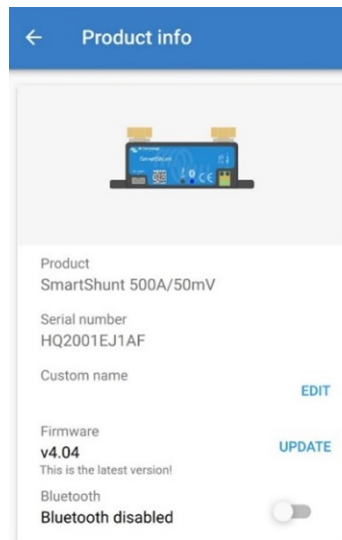 Product info
SmartShunt
Product
SmartShunt 500A/50mV
Serial number
HQ2001EJ1AF
Custom name
EDIT
Firmware
v4.04
UPDATE
This is the latest version!
Bluetooth
Bluetooth disabled